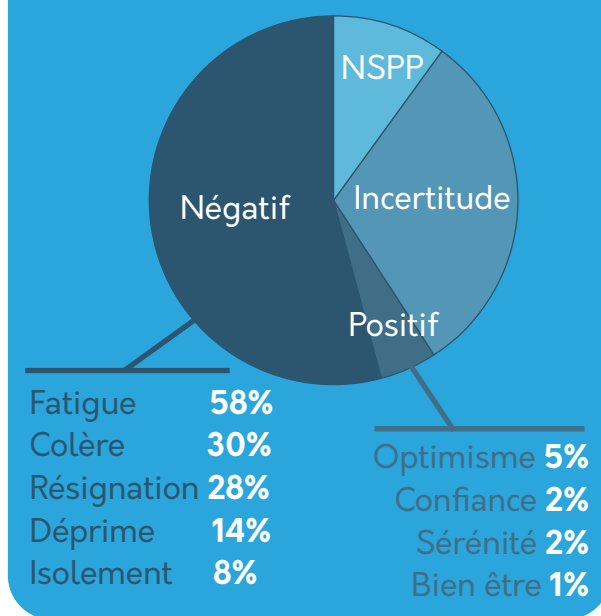 NSPP
Négatif
Incertitude
Positif
Fatigue 58%
Colère 30%
Résignation 28%
Déprime 14%
Isolement 8%
Optimisme 5%
Confiance 2%
Sérénité 2%
Bien être 1%